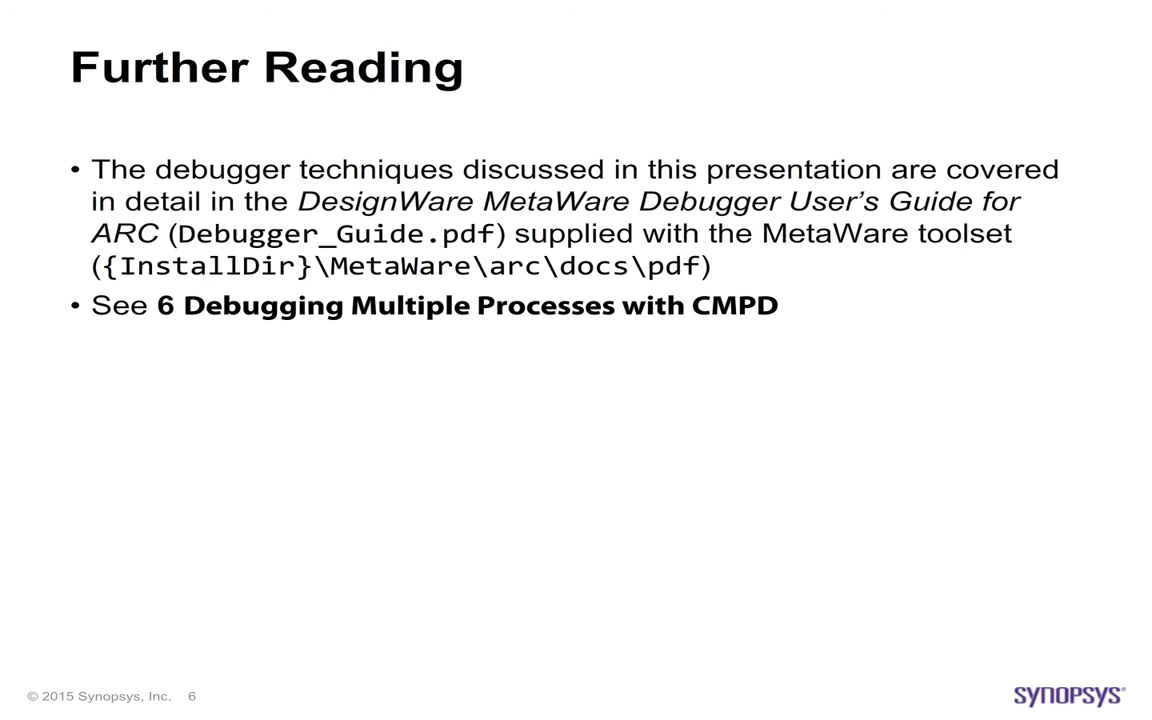 Further Reading
• The debugger techniques discussed in this presentation are covered
in detail in the DesignWare MetaWare Debugger User's Guide for
ARC (Debugger_Guide.pdf) supplied with the MetaWare toolset
({InstallDir}\MetaWare\arc\docs\pdf)
• See 6 Debugging Multiple Processes with CMPD
© 2015 Synopsys, Inc. 6
SYNOPSYS®